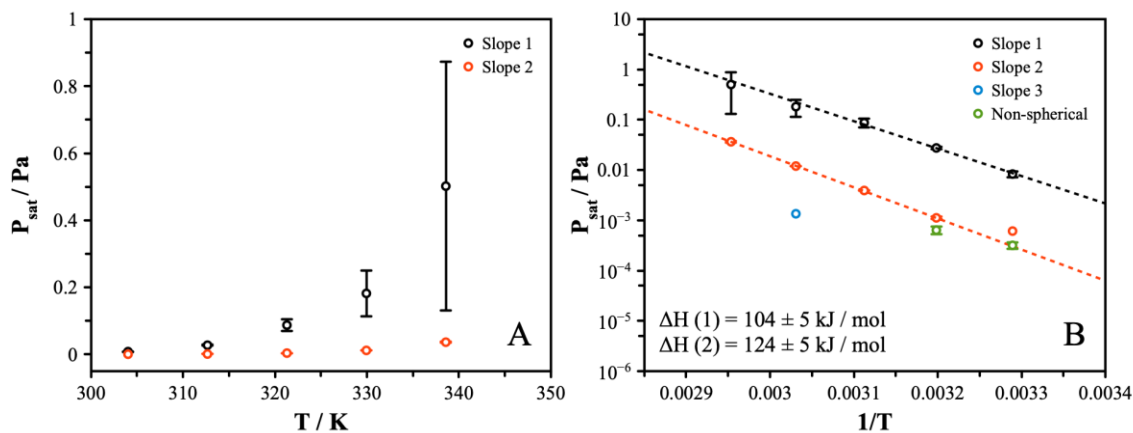 1
0.8
0.6
0.4
0.2
0
P_sat / Pa
300 310 320 330 340 350
T / K
Slope 1
Slope 2
A
10
1
0.1
0.01
10⁻³
10⁻⁴
10⁻⁵
10⁻⁶
P_sat / Pa
0.0029 0.003 0.0031 0.0032 0.0033 0.0034
1/T
Slope 1
Slope 2
Slope 3
Non-spherical
ΔH (1) = 104 ± 5 kJ / mol
ΔH (2) = 124 ± 5 kJ / mol
B